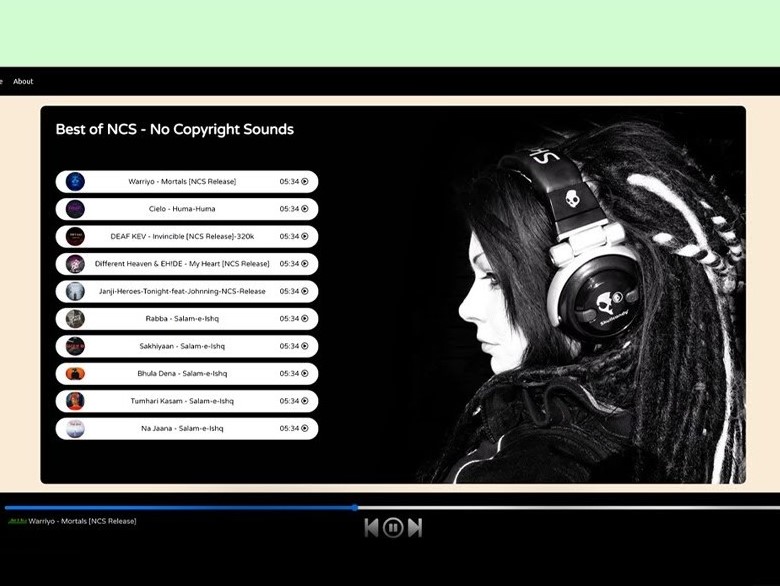 e About
Best of NCS - No Copyright Sounds
Warriyo - Mortals [NCS Release] 05:34
Cielo - Huma-Huma 05:34
DEAF KEV - Invincible [NCS Release]-320k 05:34
Different Heaven & EH!DE - My Heart [NCS Release] 05:34
Janji-Heroes-Tonight-feat-Johnning-NCS-Release 05:34
Rabba - Salam-e-Ishq 05:34
Sakhiyaan - Salam-e-Ishq 05:34
Bhula Dena - Salam-e-Ishq 05:34
Tumhari Kasam - Salam-e-Ishq 05:34
Na Jaana - Salam-e-Ishq 05:34
SK
Skullcandy
Warriyo - Mortals [NCS Release]